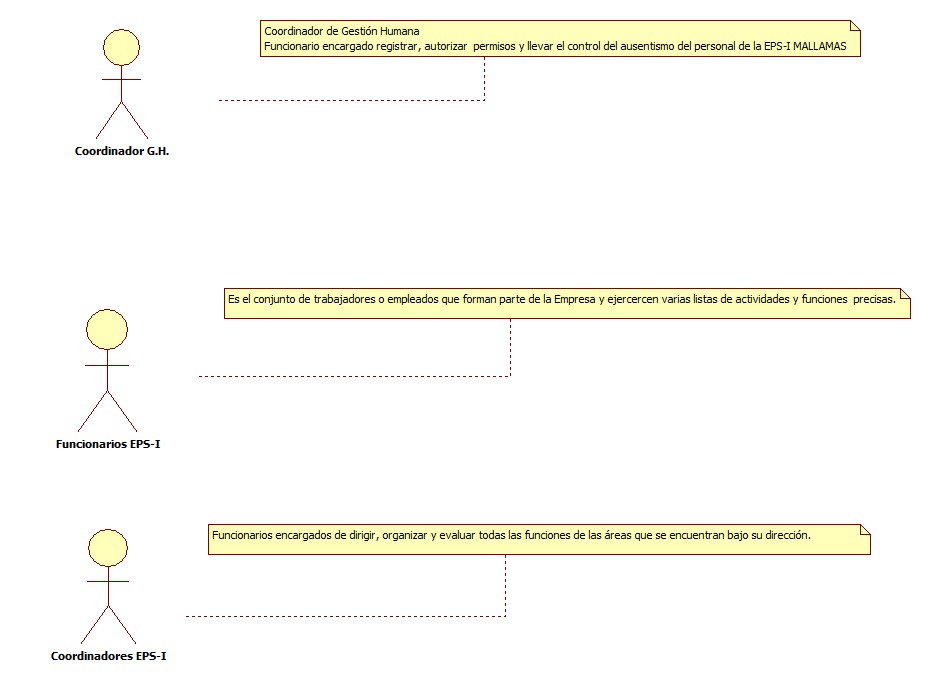 Coordinador de Gestión Humana
Funcionario encargado registrar, autorizar permisos y llevar el control del ausentismo del personal de la EPS-I MALLAMAS
Coordinador G.H.
Es el conjunto de trabajadores o empleados que forman parte de la Empresa y ejercercen varias listas de actividades y funciones precisas.
Funcionarios EPS-I
Funcionarios encargados de dirigir, organizar y evaluar todas las funciones de las áreas que se encuentran bajo su dirección.
Coordinadores EPS-I